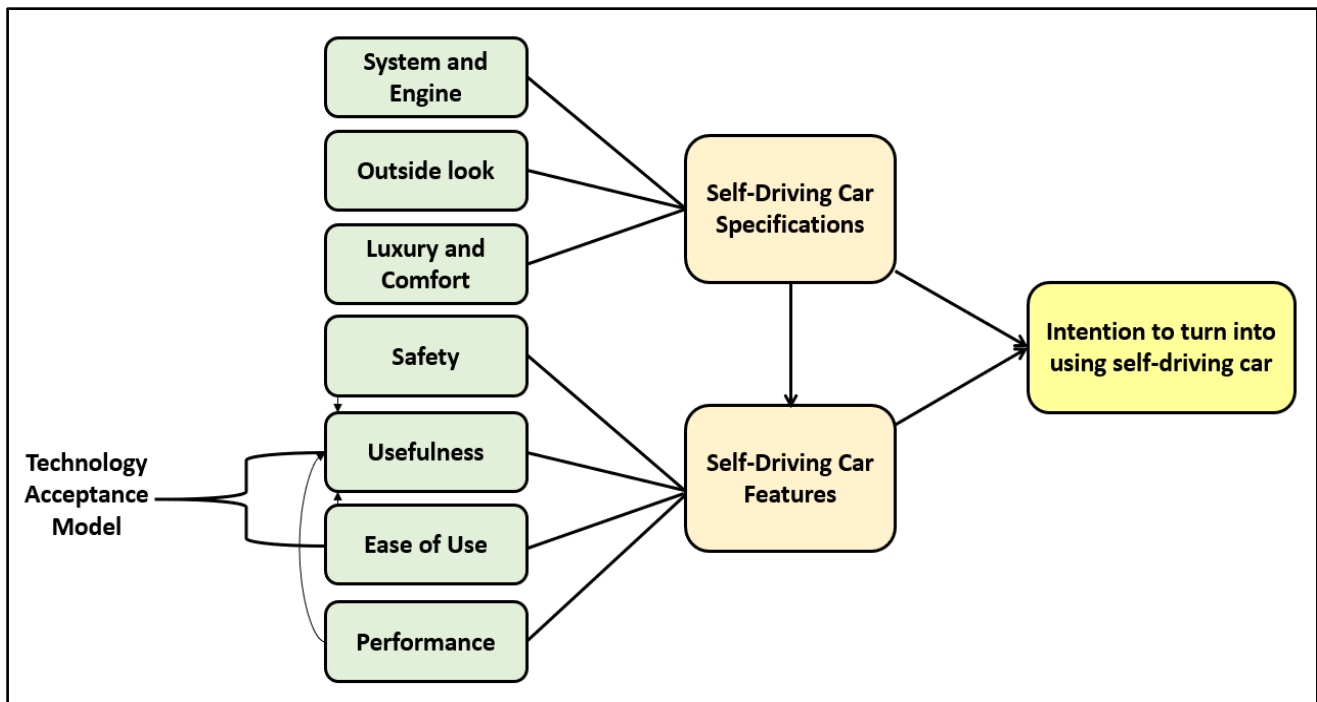 System and
Engine
Outside look
Luxury and
Comfort
Safety
Usefulness
Ease of Use
Performance
Technology
Acceptance
Model
Self-Driving Car
Specifications
Self-Driving Car
Features
Intention to turn into
using self-driving car